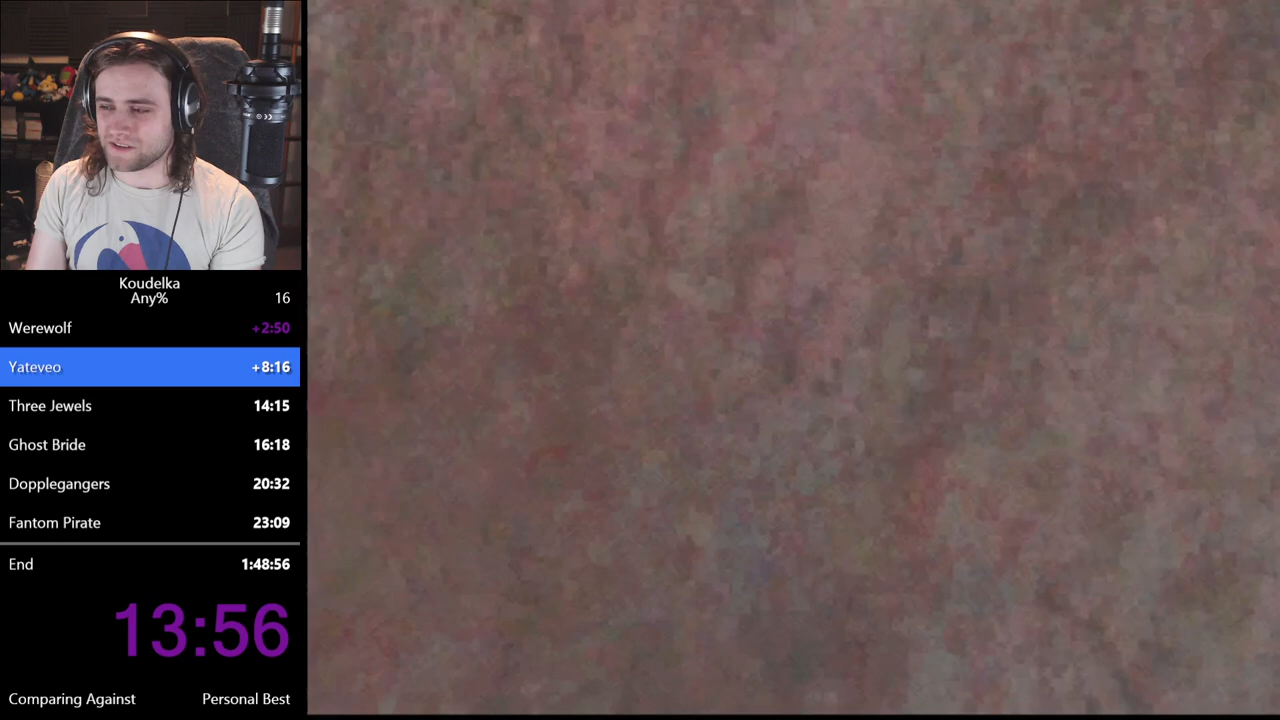 Koudelka
Any% 16
Werewolf +2:50
Yateveo +8:16
Three Jewels 14:15
Ghost Bride 16:18
Dopplegangers 20:32
Fantom Pirate 23:09
End 1:48:56
13:56
Comparing Against Personal Best